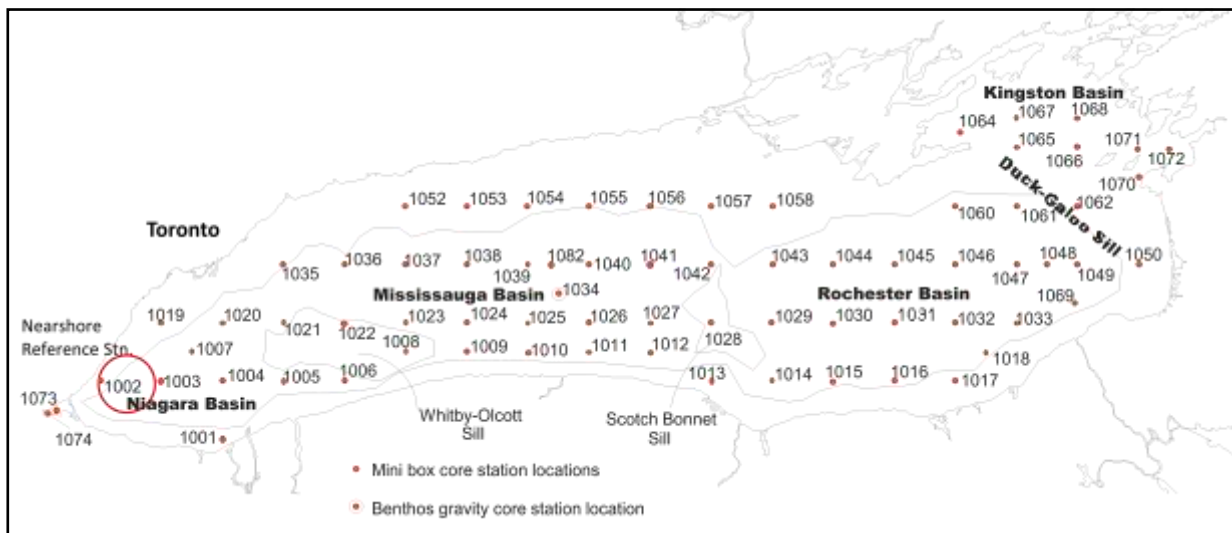 Kingston Basin
1067 1068
1064
1065
1066
1071
1072
1070
Duck-Galoo Sill
1052 1053 1054 1055 1056 1057 1058
1060 1061 1062
Toronto
1035 1036 1037 1038 1039 1082 1040 1041 1042
1043 1044 1045 1046 1047 1048 1049 1050
1034
Mississauga Basin
Rochester Basin
1069
Nearshore
Reference Stn.
1019 1020 1021 1022 1023 1024 1025 1026 1027
1028
1029 1030 1031 1032 1033
1007
1008 1009 1010 1011 1012
1018
1002 1003 1004 1005 1006
1013 1014 1015 1016 1017
Niagara Basin
1073
1074
1001
Whitby-Olcott
Sill
Scotch Bonnet
Sill
Mini box core station locations
Benthos gravity core station location